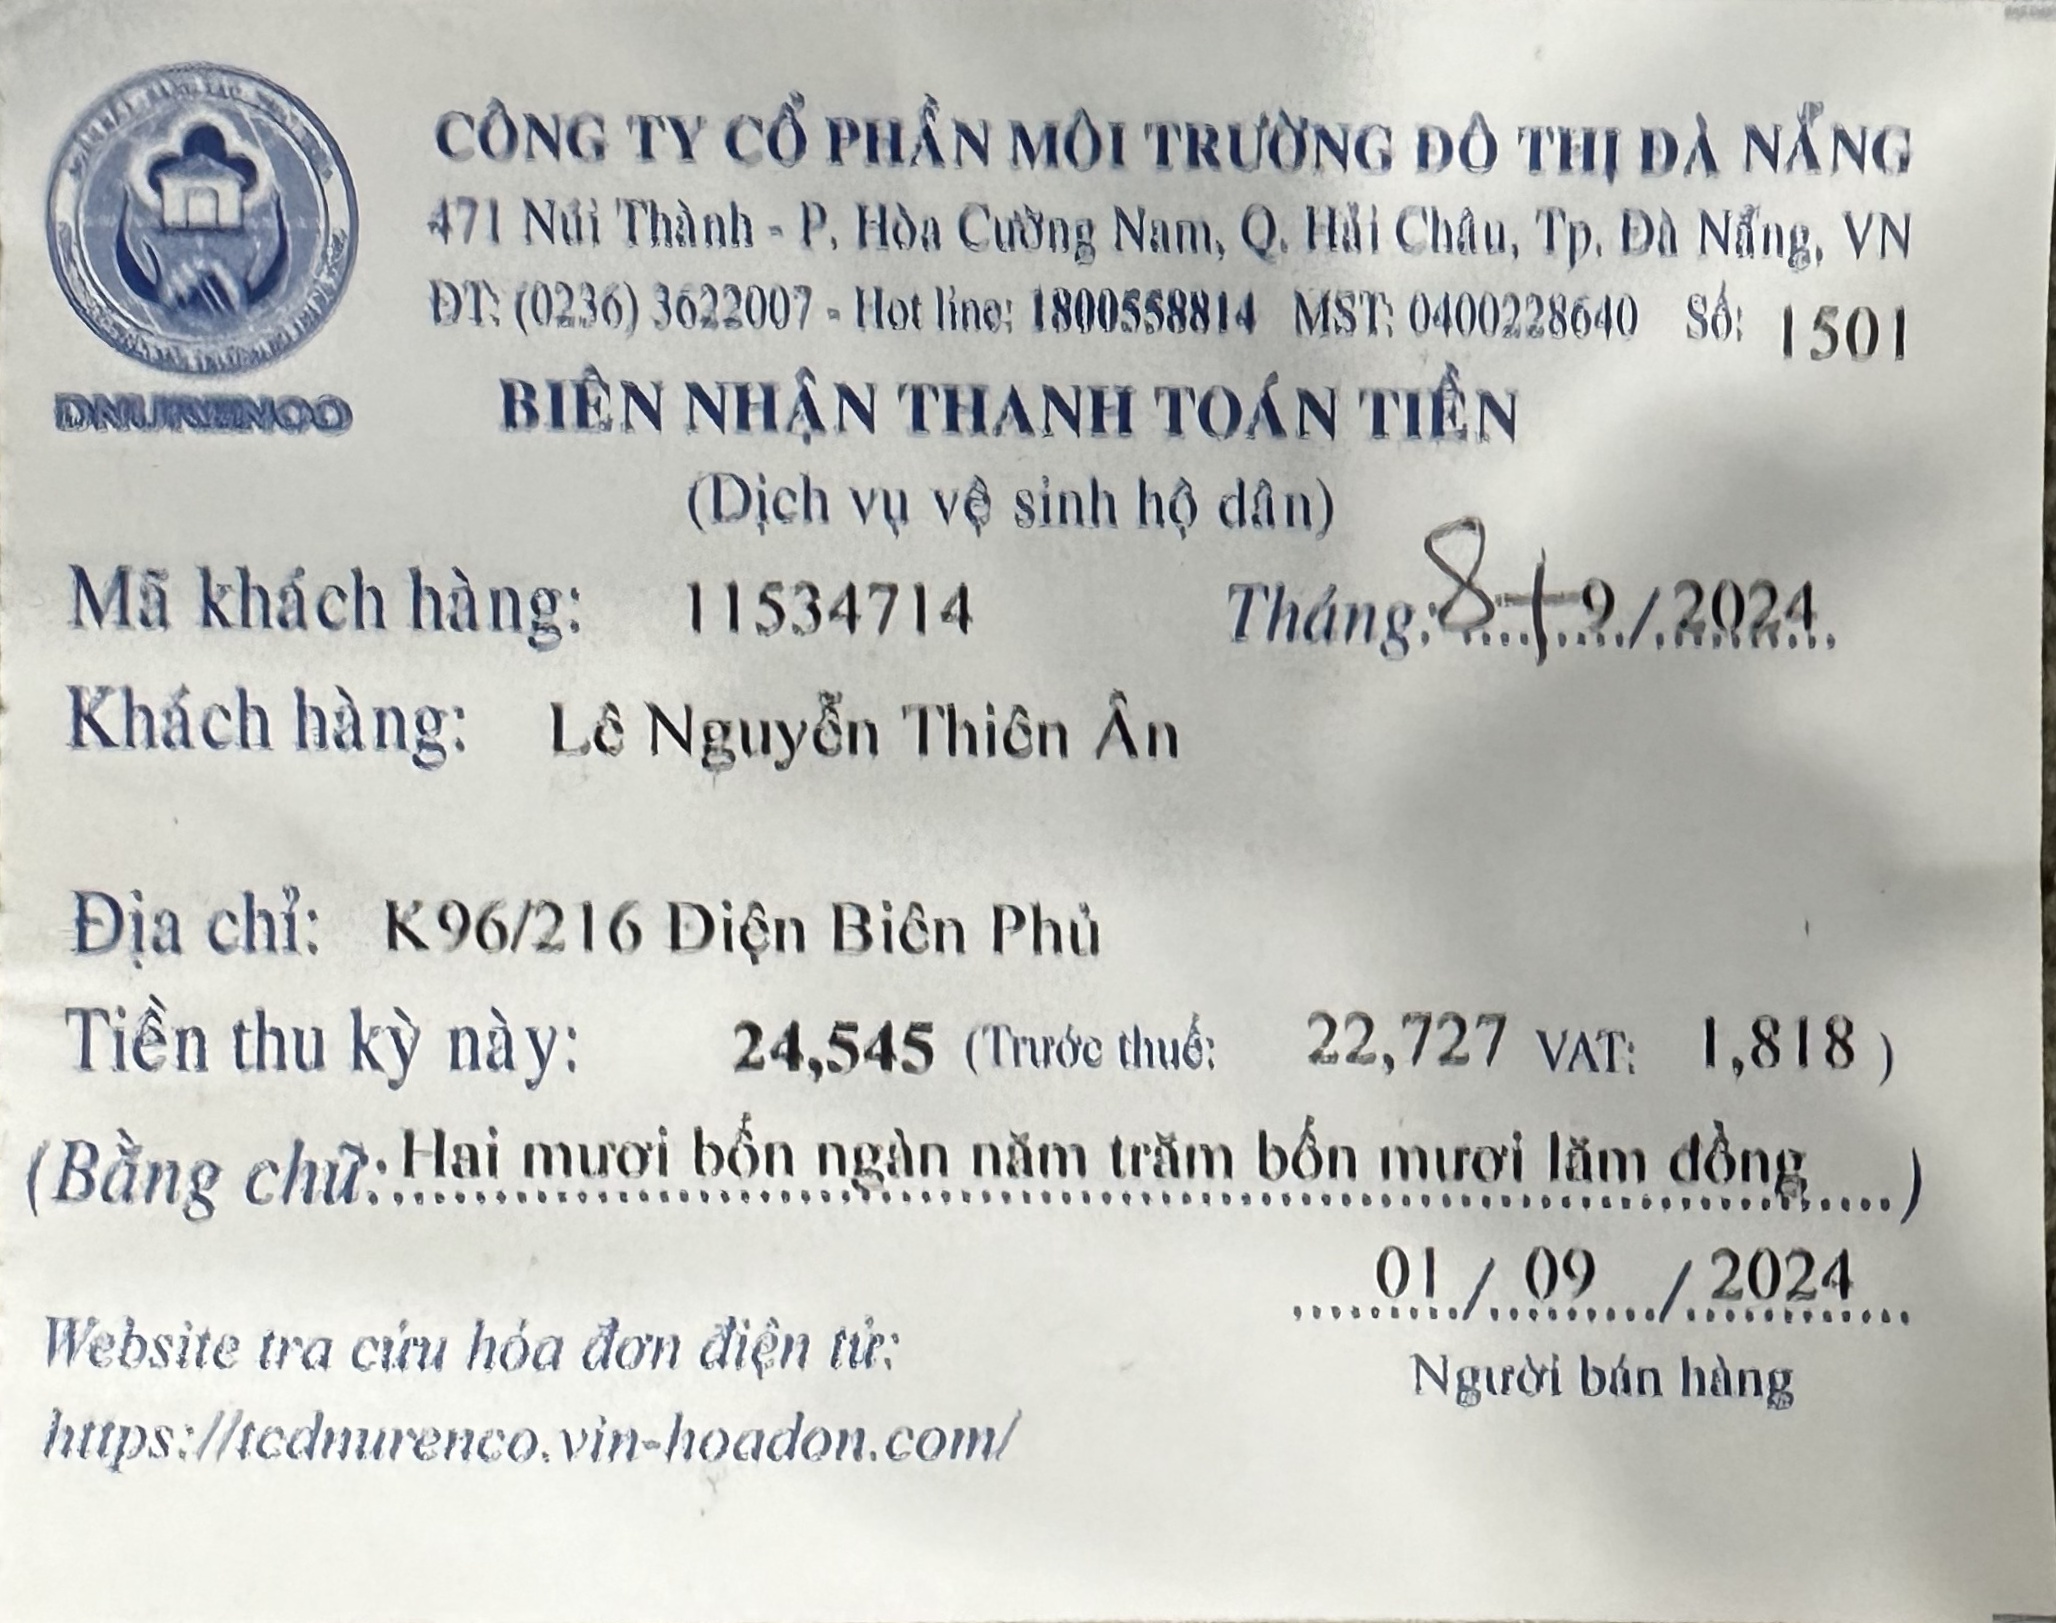 CÔNG TY CỔ PHẦN MÔI TRƯỜNG ĐÔ THỊ ĐÀ NẴNG
471 Núi Thành - P. Hòa Cường Nam, Q. Hải Châu, Tp. Đà Nẵng, VN
ĐT: (0236) 3622007 - Hot line: 1800558814 MST: 0400228640 Số: 1501
DNURENCO
BIÊN NHẬN THANH TOÁN TIỀN
(Dịch vụ vệ sinh hộ dân)
Mã khách hàng: 11534714 Tháng: 8+9/2024
Khách hàng: Lê Nguyễn Thiên Ân
Địa chỉ: K96/216 Điện Biên Phủ
Tiền thu kỳ này: 24,545 (Trước thuế: 22,727 VAT: 1,818 )
(Bằng chữ: Hai mươi bốn ngàn năm trăm bốn mươi lăm đồng)
01 / 09 / 2024
Người bán hàng
Website tra cứu hóa đơn điện tử:
https://tcdnurenco.vin-hoadon.com/